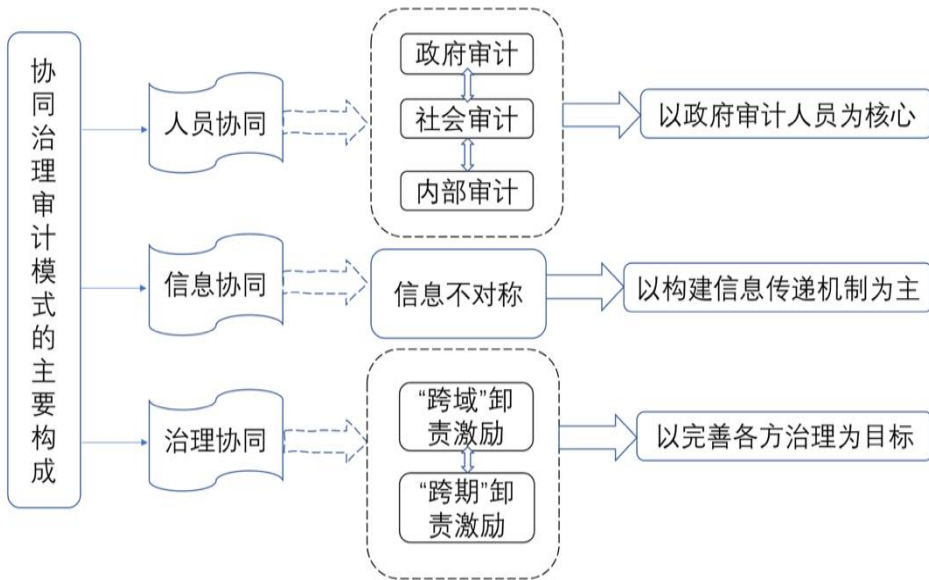 协同治理审计模式的主要构成
人员协同
政府审计
社会审计
内部审计
以政府审计人员为核心
信息协同
信息不对称
以构建信息传递机制为主
治理协同
“跨域”卸
责激励
“跨期”卸
责激励
以完善各方治理为目标